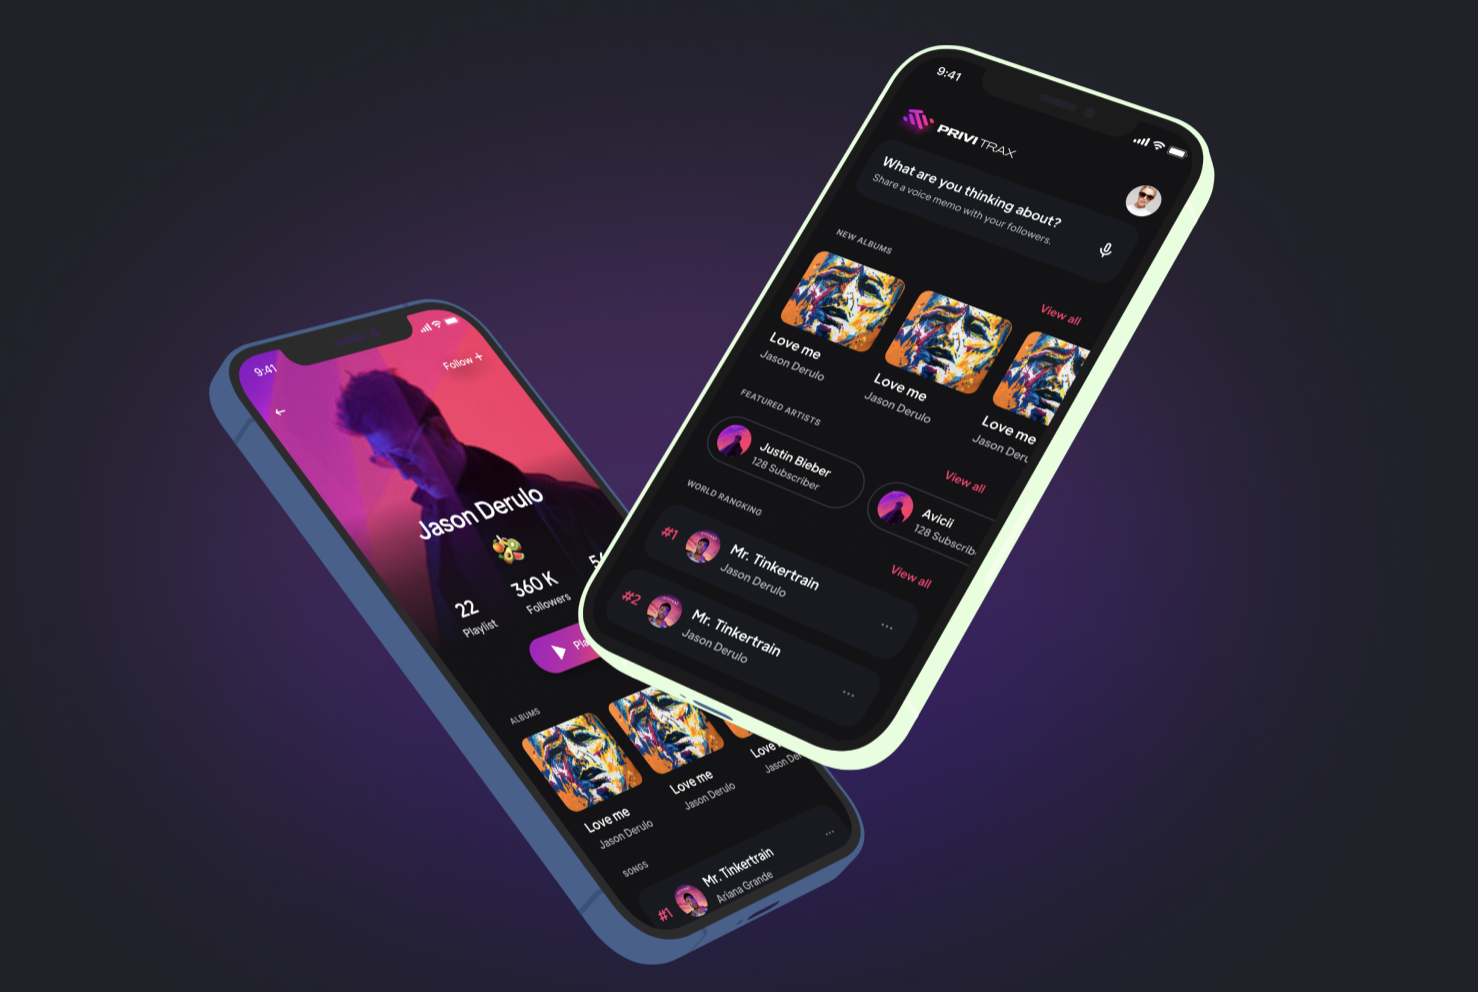 9:41
PRIVI TRAX
What are you thinking about?
Share a voice memo with your followers.
NEW ALBUMS
View all
Love me
Jason Derulo
Love me
Jason Derulo
Love me
Jason Deru
FEATURED ARTISTS
View all
Justin Bieber
128 Subscriber
Avicii
128 Subscrib
WORLD RANGKING
View all
#1
Mr. Tinkertrain
Jason Derulo
...
#2
Mr. Tinkertrain
Jason Derulo
...
9:41
Follow +
Jason Derulo
22
Playlist
360 K
Followers
Pla
ALBUMS
Love me
Jason Derulo
Love me
Jason Derulo
Love
Jason De
SONGS
#1
Mr. Tinkertrain
Ariana Grande
...